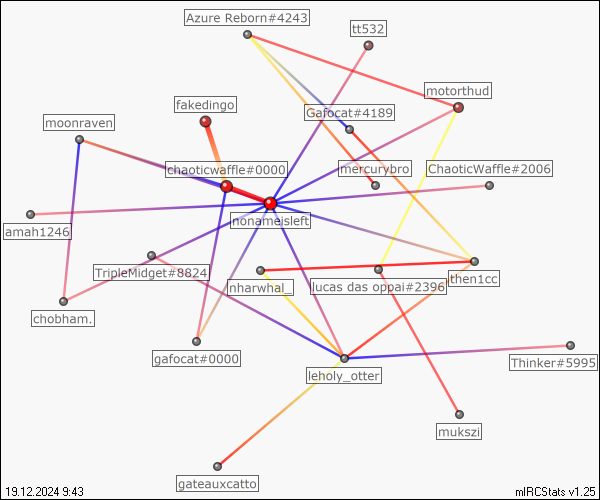 Azure Reborn#4243
tt532
motorthud
fakedingo
Gafocat#4189
moonraven
chaoticwaffle#0000
mercurybro
ChaoticWaffle#2006
nonameisleft
amah1246
TripleMidget#8824
nharwhal_
lucas das oppai#2396
then1cc
chobham.
gafocat#0000
leholy_otter
Thinker#5995
mukszi
gateauxcatto
19.12.2024 9:43
mIRCStats v1.25